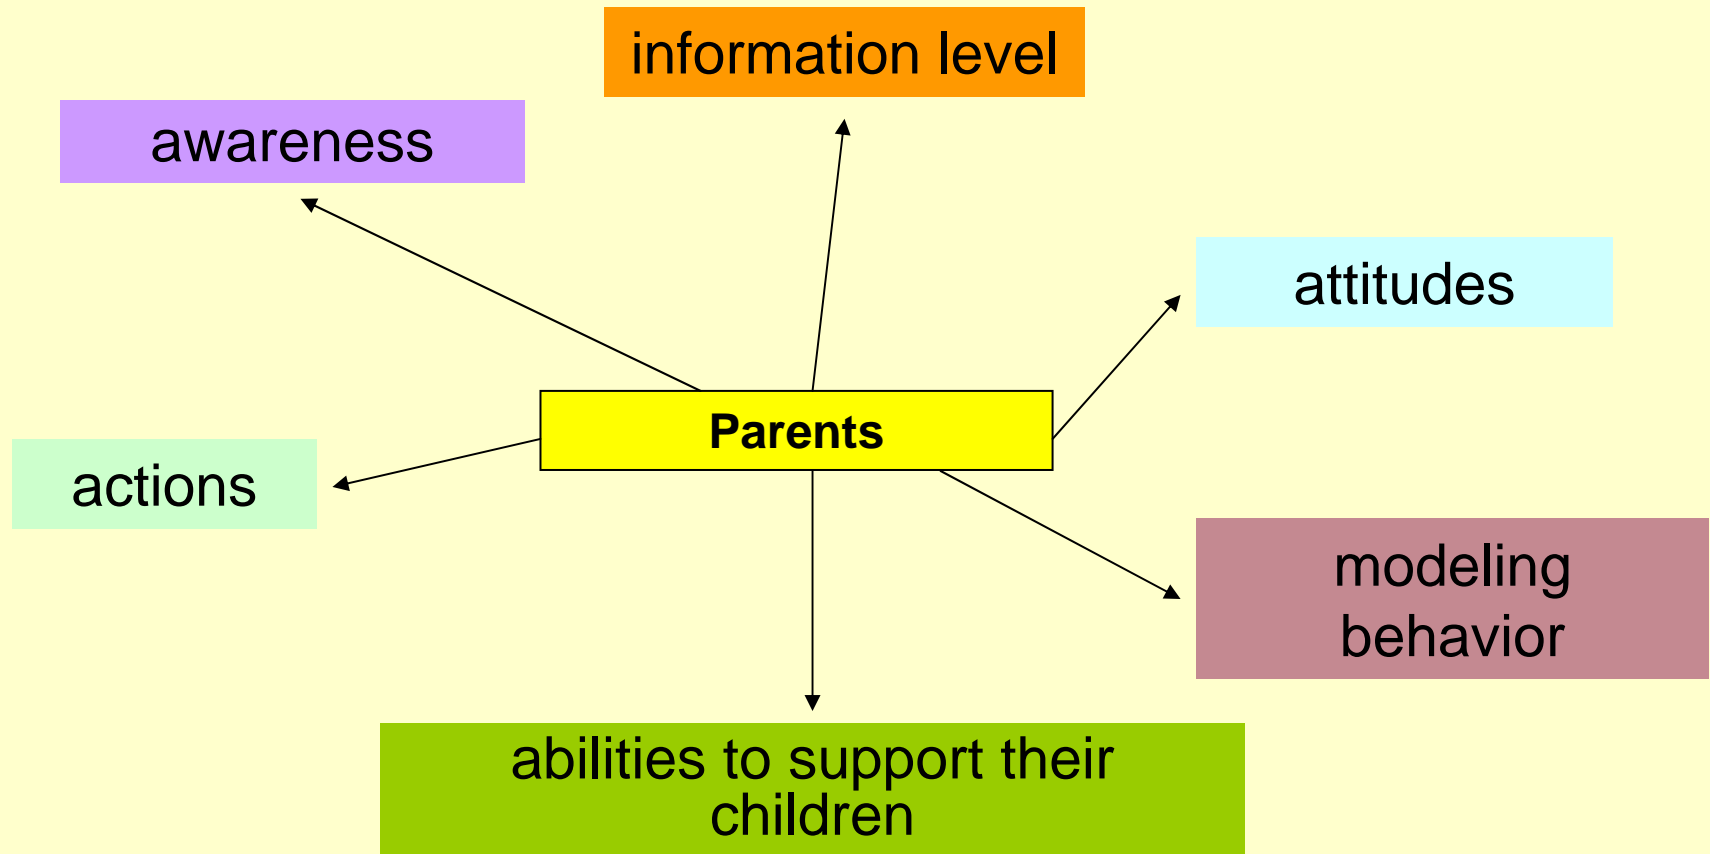 information level
awareness
attitudes
Parents
actions
modeling
behavior
abilities to support their
children